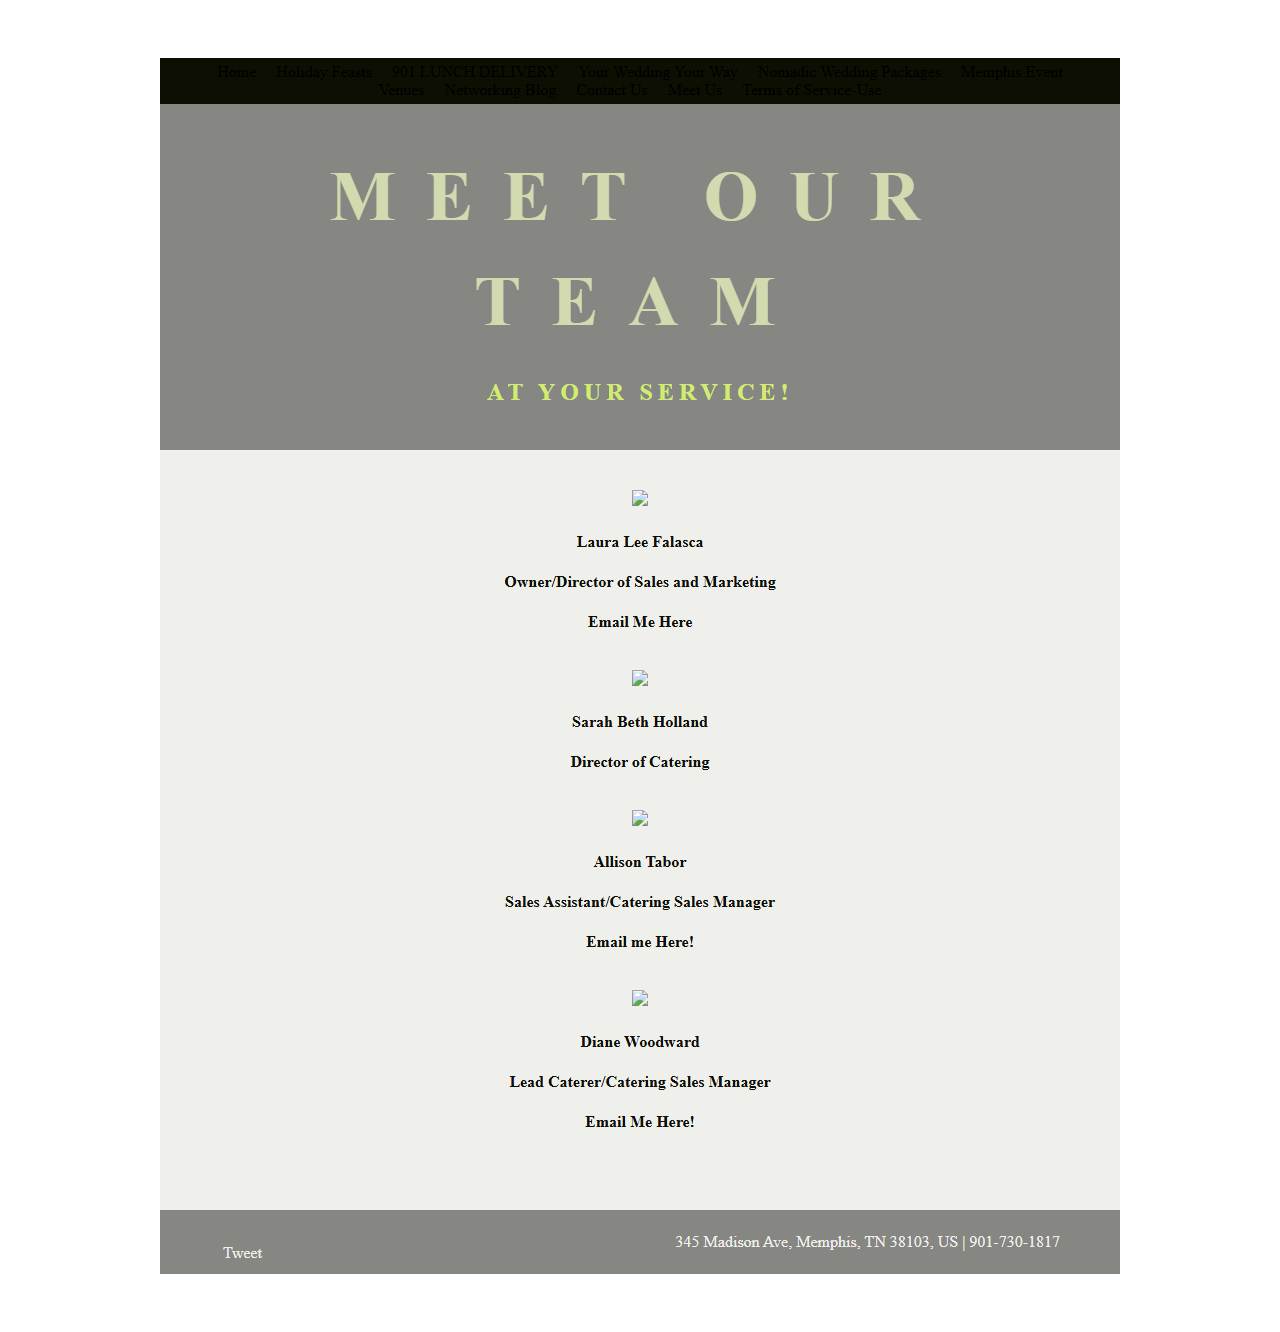 Home Holiday Feasts 901 LUNCH DELIVERY Your Wedding Your Way Nomadic Wedding Packages Memphis Event
Venues Networking Blog Contact Us Meet Us Terms of Service-Use
MEET OUR
TEAM
AT YOUR SERVICE!
Laura Lee Falasca
Owner/Director of Sales and Marketing
Email Me Here
Sarah Beth Holland
Director of Catering
Allison Tabor
Sales Assistant/Catering Sales Manager
Email me Here!
Diane Woodward
Lead Caterer/Catering Sales Manager
Email Me Here!
345 Madison Ave, Memphis, TN 38103, US | 901-730-1817
Tweet